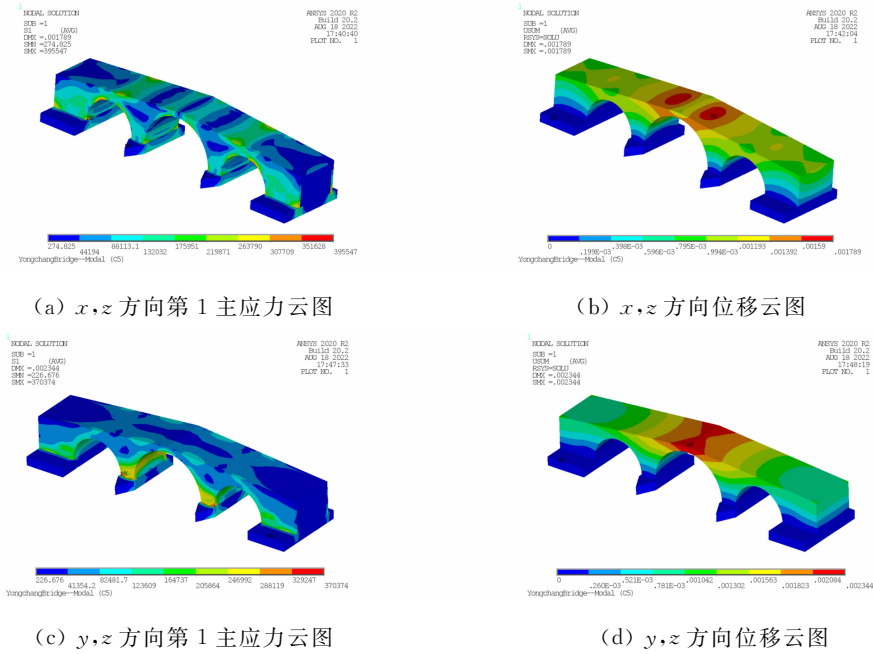 1
NODAL SOLUTION
SUB =1
S1 (AVG)
DMX =.001789
SMN =274.825
SMX =395547
ANSYS 2020 R2
Build 20.2
AUG 18 2022
17:40:40
PLOT NO. 1
274.825 88113.1 175951 263790 351628
44194 132032 219871 307709 395547
YongchangBridge--Modal (C5)
1
NODAL SOLUTION
SUB =1
USUM (AVG)
RSYS=SOLU
DMX =.001789
SMX =.001789
ANSYS 2020 R2
Build 20.2
AUG 18 2022
17:42:04
PLOT NO. 1
0 .398E-03 .795E-03 .001193 .00159
.199E-03 .596E-03 .994E-03 .001392 .001789
YongchangBridge--Modal (C5)
(a) x,z 方向第 1 主应力云图
(b) x,z 方向位移云图
1
NODAL SOLUTION
SUB =1
S1 (AVG)
DMX =.002344
SMN =226.676
SMX =370374
ANSYS 2020 R2
Build 20.2
AUG 18 2022
17:47:33
PLOT NO. 1
226.676 82481.7 164737 246992 329247
41354.2 123609 205864 288119 370374
YongchangBridge--Modal (C5)
1
NODAL SOLUTION
SUB =1
USUM (AVG)
RSYS=SOLU
DMX =.002344
SMX =.002344
ANSYS 2020 R2
Build 20.2
AUG 18 2022
17:48:19
PLOT NO. 1
0 .521E-03 .001042 .001563 .002084
.260E-03 .781E-03 .001302 .001823 .002344
YongchangBridge--Modal (C5)
(c) y,z 方向第 1 主应力云图
(d) y,z 方向位移云图